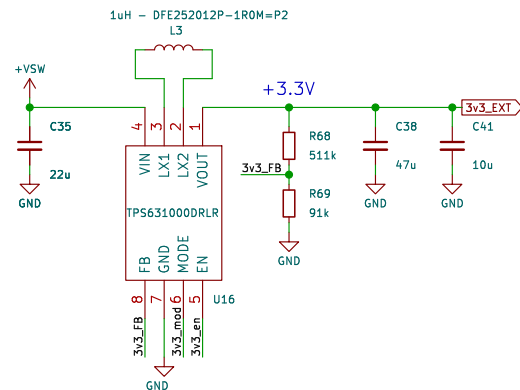 1uH - DFE252012P-1R0M=P2
L3
+VSW
+3.3V
3v3_EXT
C35
22u
GND
4
3
2
1
VIN
LX1
LX2
VOUT
TPS631000DRLR
FB
GND
MODE
EN
8
7
6
5
U16
3v3_FB
3v3_mod
3v3_en
GND
R68
511k
3v3_FB
R69
91k
GND
C38
47u
GND
C41
10u
GND